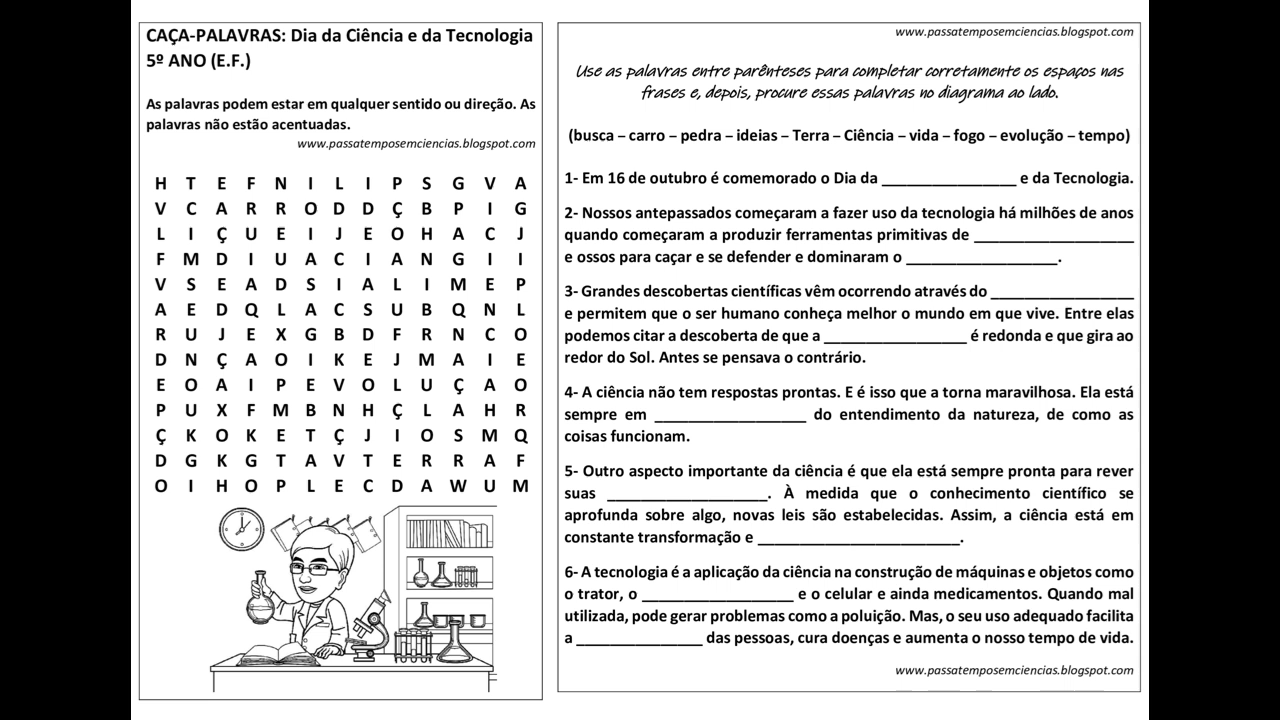 CAÇA-PALAVRAS: Dia da Ciência e da Tecnologia
5º ANO (E.F.)
As palavras podem estar em qualquer sentido ou direção. As
palavras não estão acentuadas.
www.passatemposemciencias.blogspot.com
H T E F N I L I P S G V A
V C A R R O D D Ç B P I G
L I Ç U E I J E O H A C J
F M D I U A C I A N G I I
V S E A D S I A L I M E P
A E D Q L A C S U B Q N L
R U J E X G B D F R N C O
D N Ç A O I K E J M A I E
E O A I P E V O L U Ç A O
P U X F M B N H Ç L A H R
Ç K O K E T Ç J I O S M Q
D G K G T A V T E R R A F
O I H O P L E C D A W U M
www.passatemposemciencias.blogspot.com
Use as palavras entre parênteses para completar corretamente os espaços nas
frases e, depois, procure essas palavras no diagrama ao lado.
(busca – carro – pedra – ideias – Terra – Ciência – vida – fogo – evolução – tempo)
1- Em 16 de outubro é comemorado o Dia da ________________ e da Tecnologia.
2- Nossos antepassados começaram a fazer uso da tecnologia há milhões de anos
quando começaram a produzir ferramentas primitivas de ___________________
e ossos para caçar e se defender e dominaram o __________________.
3- Grandes descobertas científicas vêm ocorrendo através do _________________
e permitem que o ser humano conheça melhor o mundo em que vive. Entre elas
podemos citar a descoberta de que a _________________ é redonda e que gira ao
redor do Sol. Antes se pensava o contrário.
4- A ciência não tem respostas prontas. E é isso que a torna maravilhosa. Ela está
sempre em __________________ do entendimento da natureza, de como as
coisas funcionam.
5- Outro aspecto importante da ciência é que ela está sempre pronta para rever
suas ___________________. À medida que o conhecimento científico se
aprofunda sobre algo, novas leis são estabelecidas. Assim, a ciência está em
constante transformação e ________________________.
6- A tecnologia é a aplicação da ciência na construção de máquinas e objetos como
o trator, o __________________ e o celular e ainda medicamentos. Quando mal
utilizada, pode gerar problemas como a poluição. Mas, o seu uso adequado facilita
a _______________ das pessoas, cura doenças e aumenta o nosso tempo de vida.
www.passatemposemciencias.blogspot.com